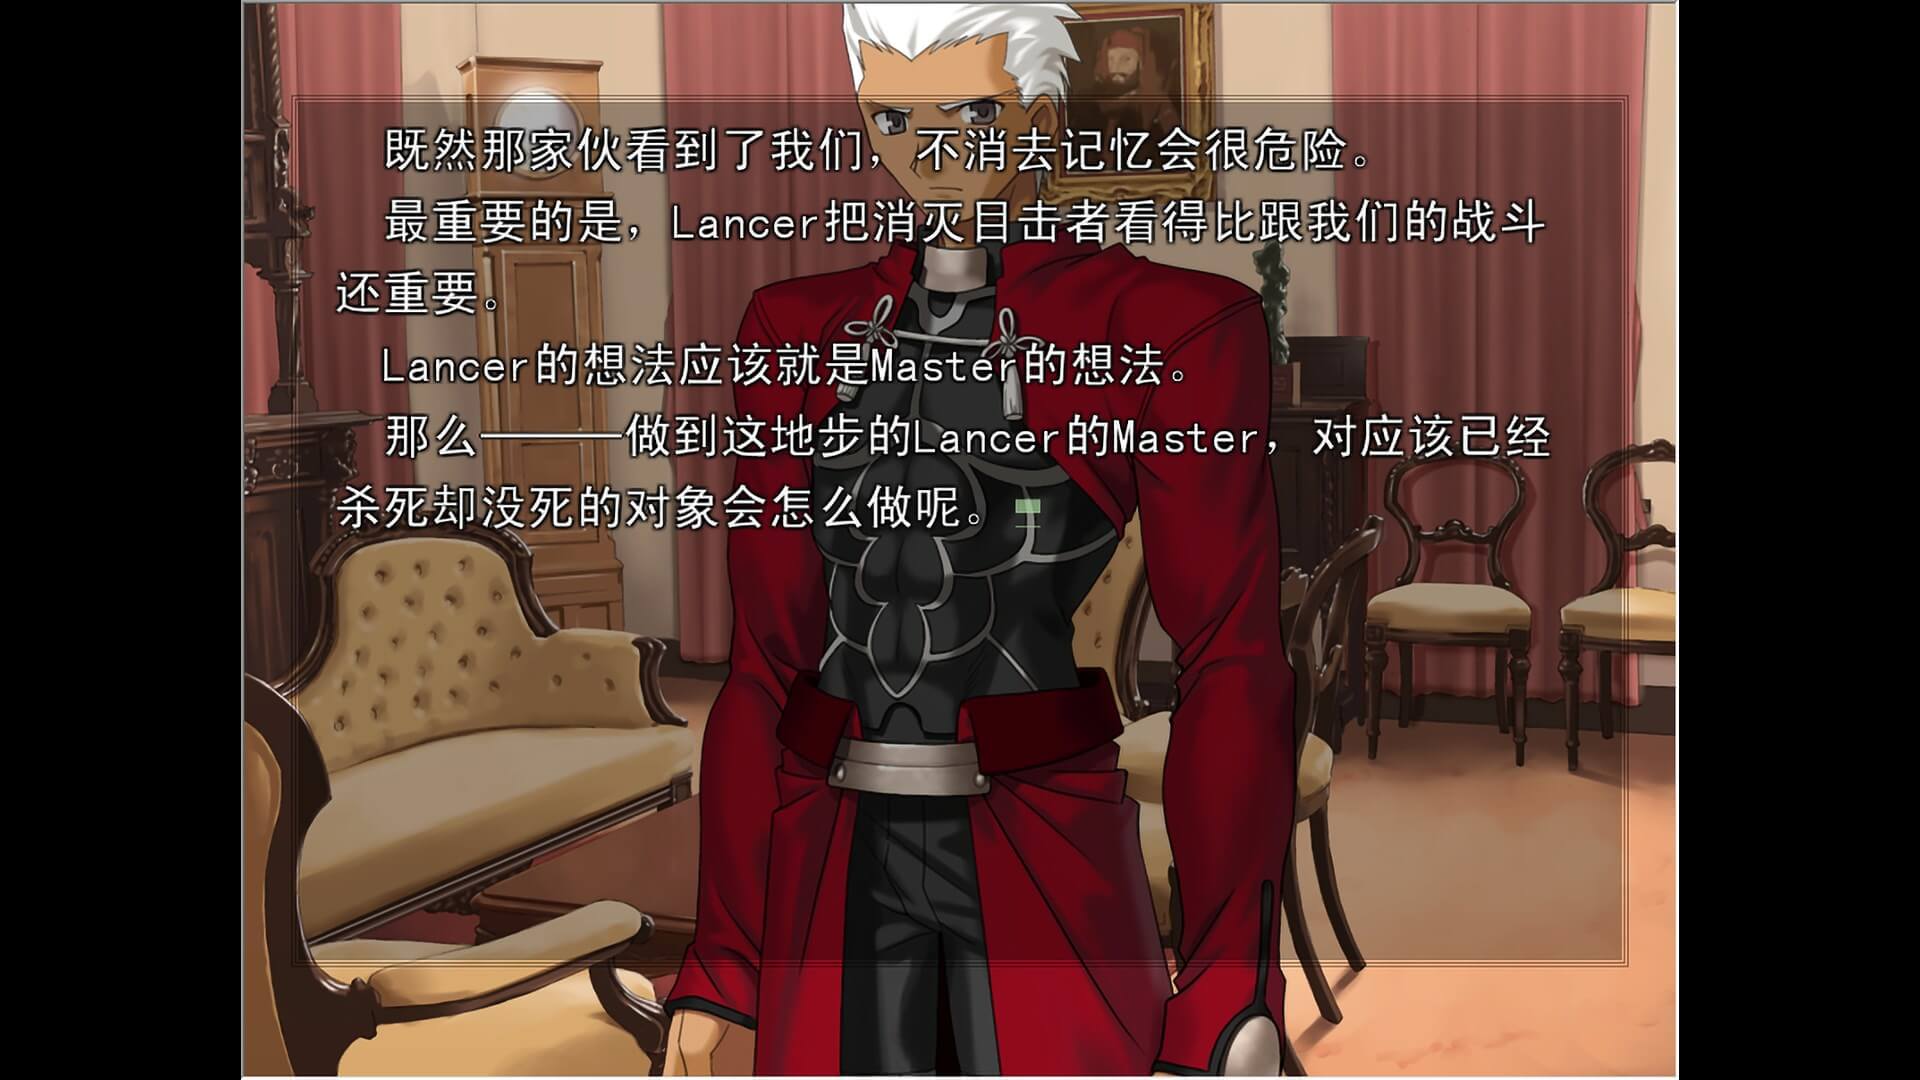 既然那家伙看到了我们，不消去记忆会很危险。
最重要的是，Lancer把消灭目击者看得比跟我们的战斗
还重要。
Lancer的想法应该就是Master的想法。
那么———做到这地步的Lancer的Master，对应该已经
杀死却没死的对象会怎么做呢。